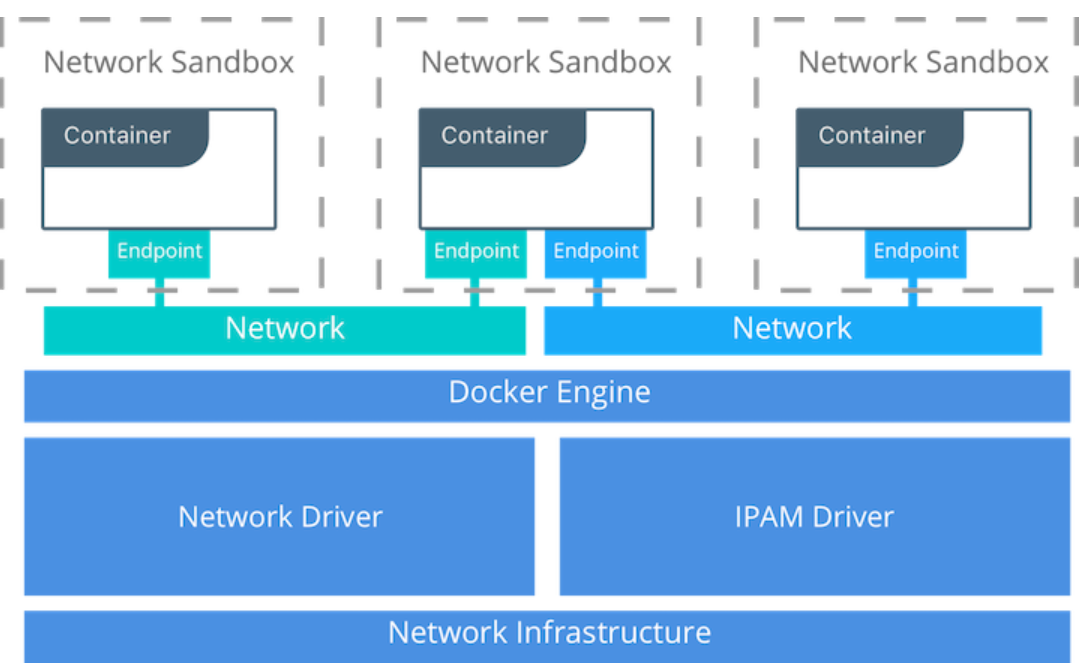 Network Sandbox
Network Sandbox
Network Sandbox
Container
Container
Container
Endpoint
Endpoint
Endpoint
Endpoint
Network
Network
Docker Engine
Network Driver
IPAM Driver
Network Infrastructure